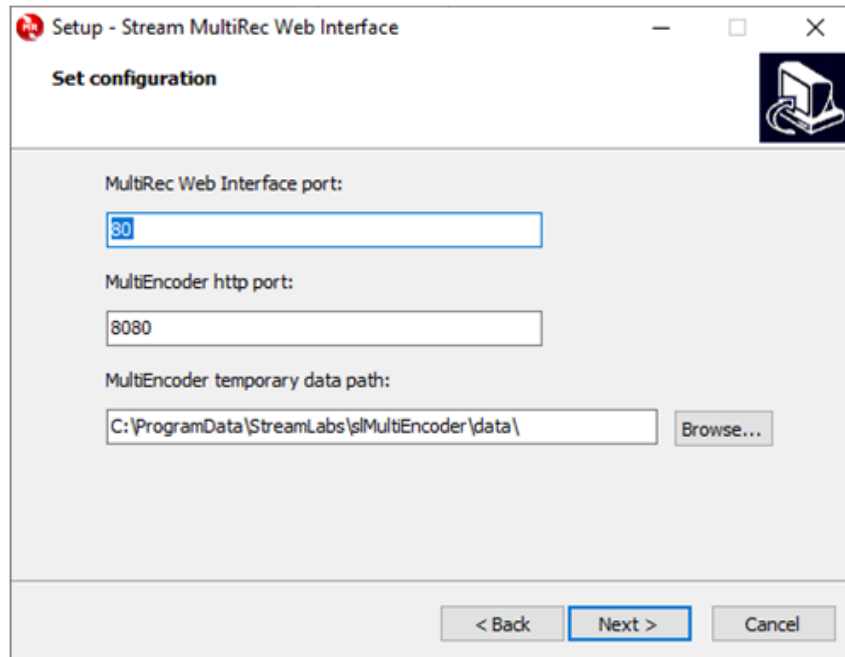 Setup - Stream MultiRec Web Interface
Set configuration
MultiRec Web Interface port:
80
MultiEncoder http port:
8080
MultiEncoder temporary data path:
C:\ProgramData\StreamLabs\slMultiEncoder\data\
Browse...
< Back Next > Cancel